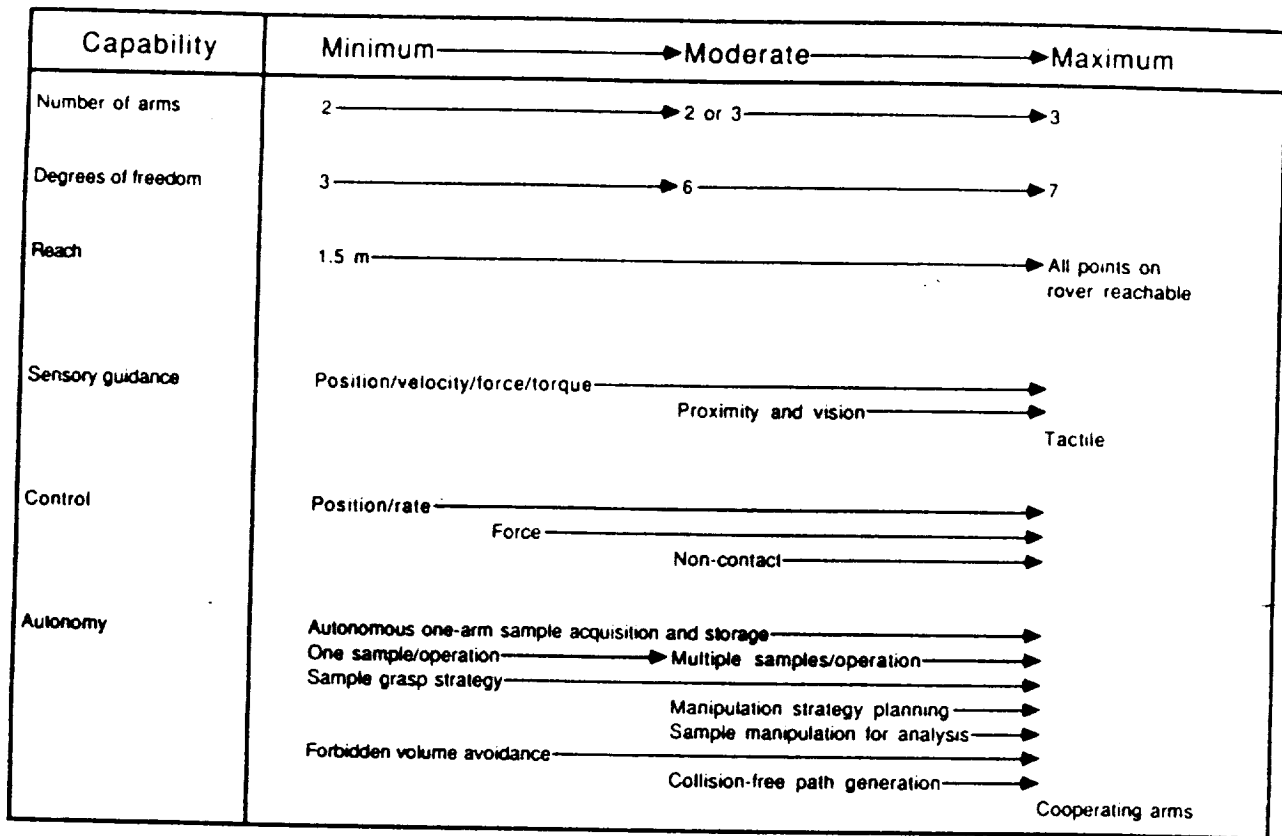 Capability Minimum Moderate Maximum
Number of arms 2 2 or 3 3
Degrees of freedom 3 6 7
Reach 1.5 m All points on
rover reachable
Sensory guidance Position/velocity/force/torque
Proximity and vision
Tactile
Control Position/rate
Force
Non-contact
Autonomy Autonomous one-arm sample acquisition and storage
One sample/operation Multiple samples/operation
Sample grasp strategy
Manipulation strategy planning
Sample manipulation for analysis
Forbidden volume avoidance
Collision-free path generation
Cooperating arms